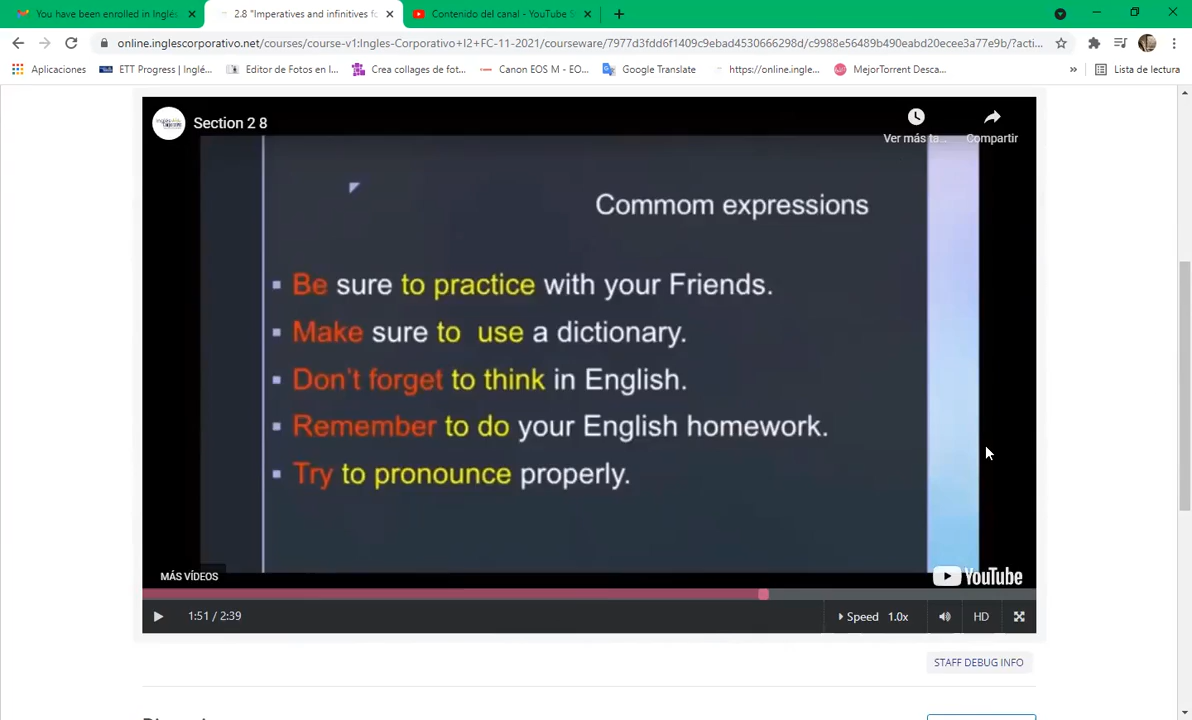 You have been enrolled in Inglés
2.8 "Imperatives and infinitives fo
Contenido del canal - YouTube S
online.inglescorporativo.net/courses/course-v1:Ingles-Corporativo+I2+FC-11-2021/courseware/7977d3fdd6f1409c9ebad4530666298d/c9988e56489b490eabd20ecee3a77e9b/?acti...
Aplicaciones
ETT Progress | Inglé...
Editor de Fotos en l...
Crea collages de fot...
Canon EOS M - EO...
Google Translate
https://online.ingle...
MejorTorrent Desca...
»
Lista de lectura
Section 2 8
Ver más ta...
Compartir
Commom expressions
Be sure to practice with your Friends.
Make sure to use a dictionary.
Don't forget to think in English.
Remember to do your English homework.
Try to pronounce properly.
MÁS VÍDEOS
YouTube
1:51 / 2:39
Speed 1.0x
HD
STAFF DEBUG INFO